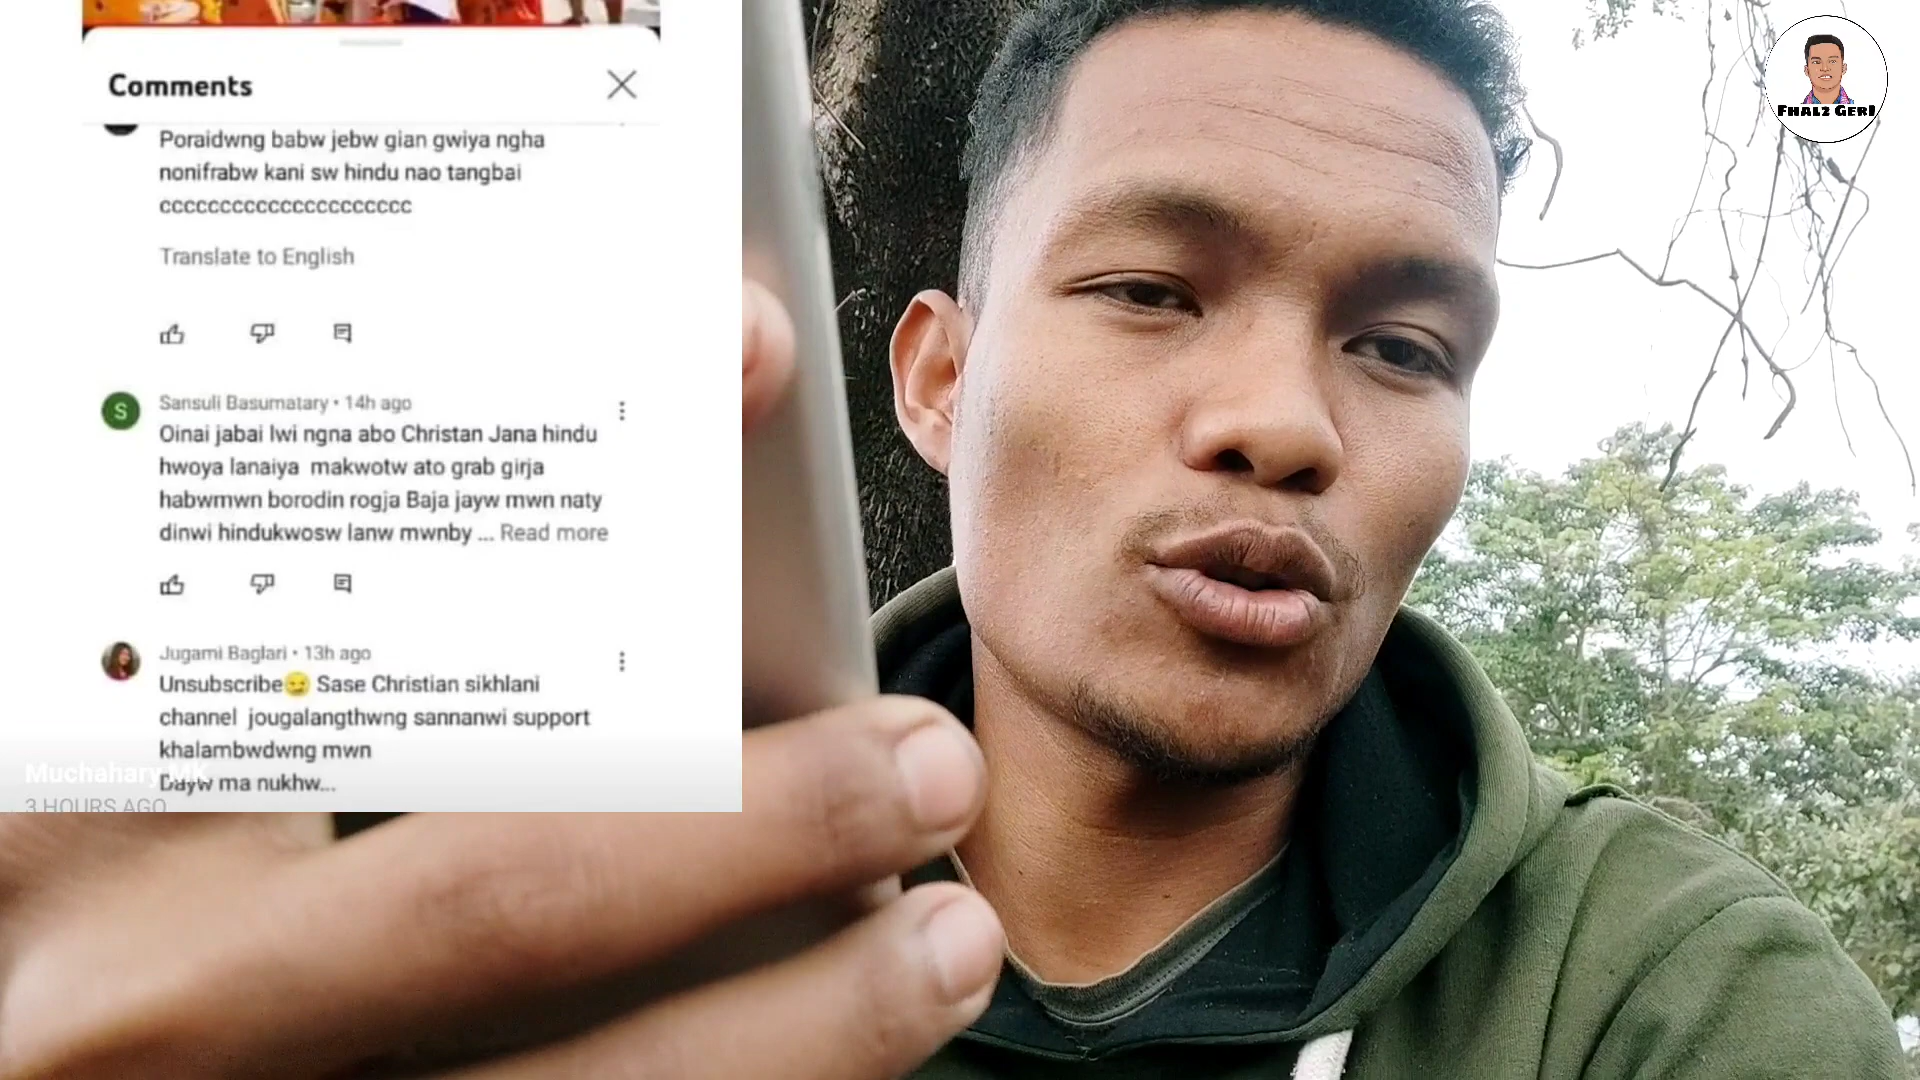 Comments
Poraidwng babw jebw gian gwiya ngha
nonifrabw kani sw hindu nao tangbai
ccccccccccccccccccccc
Translate to English
S
Sansuli Basumatary • 14h ago
Oinai jabai lwi ngna abo Christan Jana hindu
hwoya lanaiya makwotw ato grab girja
habwmwn borodin rogja Baja jayw mwn naty
dinwi hindukwosw lanw mwnby ... Read more
Jugami Baglari • 13h ago
Unsubscribe😏 Sase Christian sikhlani
channel jougalangthwng sannanwi support
khalambwdwng mwn
Dayw ma nukhw...
Muchahary MK
3 HOURS AGO
FHALZ GERI